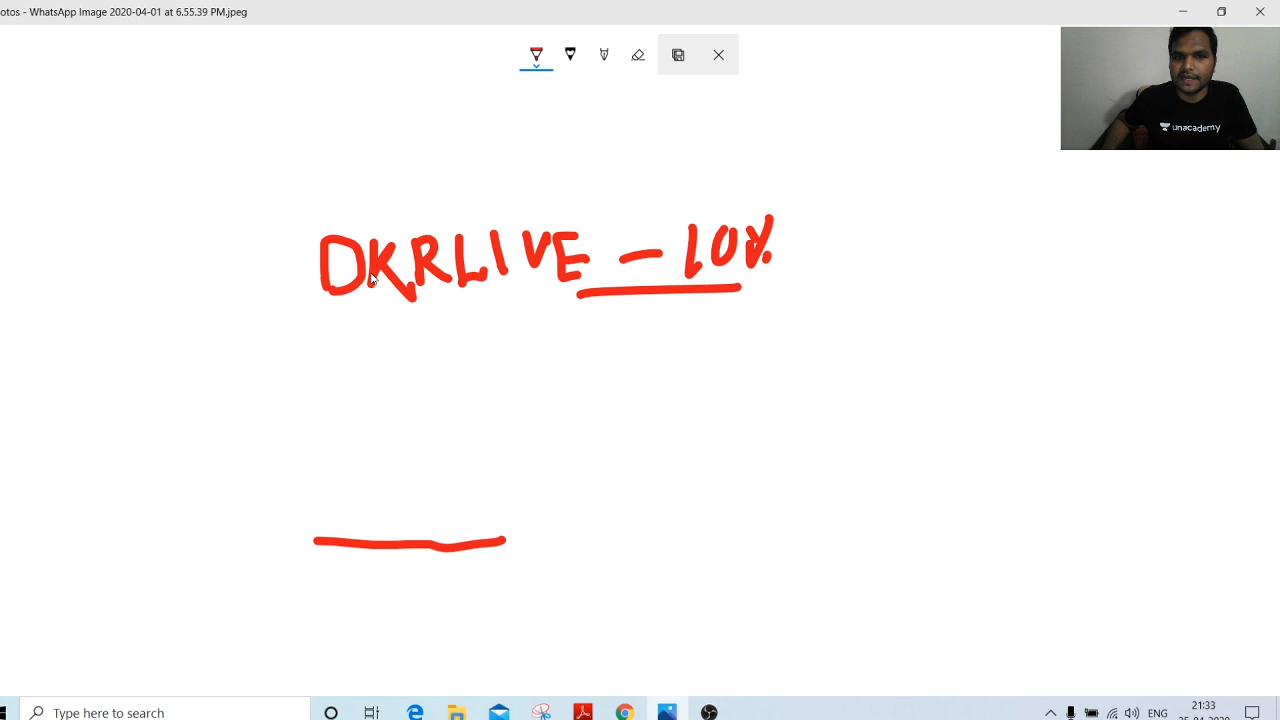 otos - WhatsApp Image 2020-04-01 at 6.55.39 PM.jpeg
unacademy
DKRLIVE - 10%
Type here to search
ENG
21:33